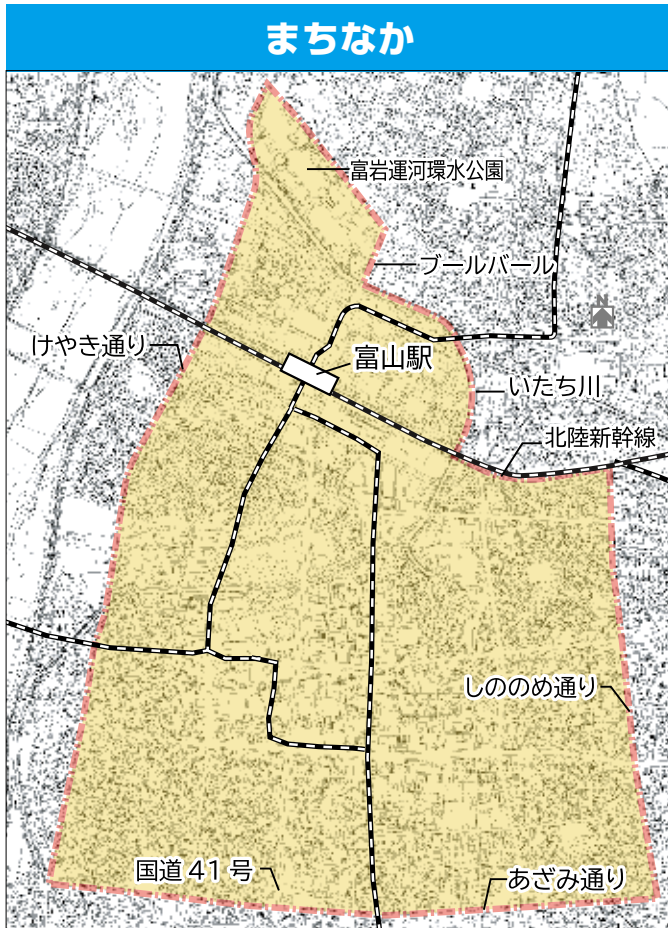 まちなか
富岩運河環水公園
ブールバール
けやき通り
富山駅
いたち川
北陸新幹線
しののめ通り
国道41号
あざみ通り